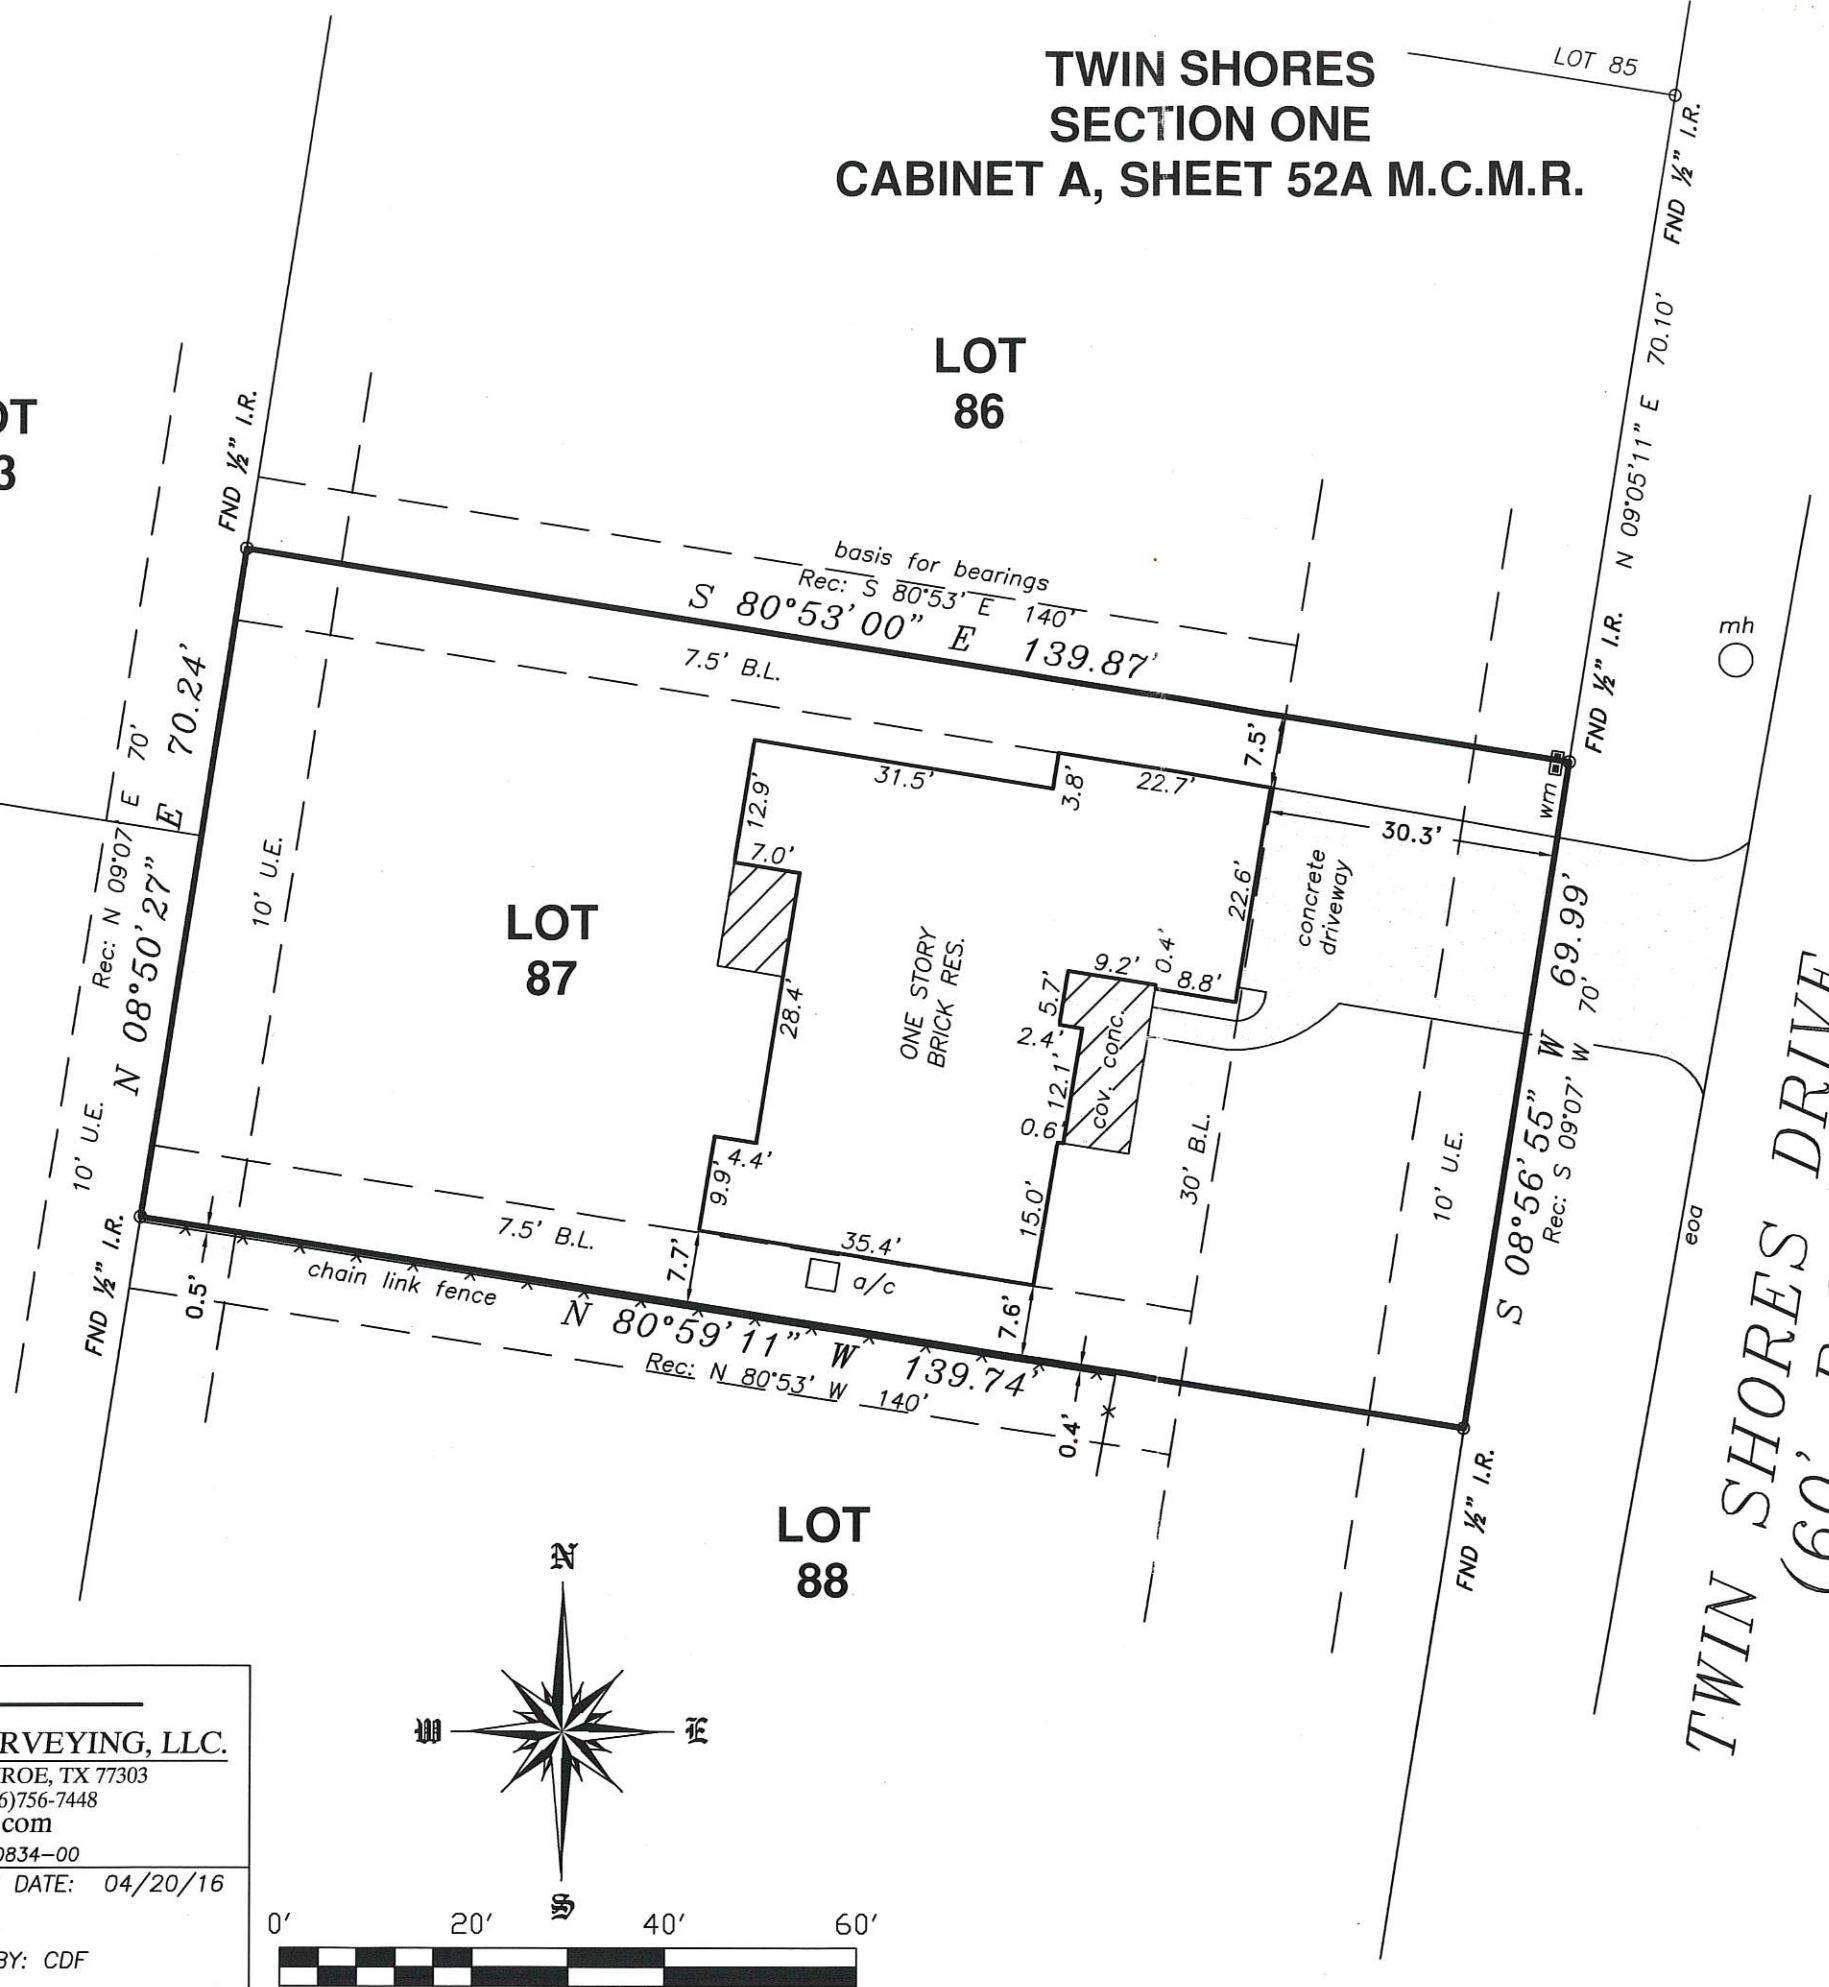 TWIN SHORES
SECTION ONE
CABINET A, SHEET 52A M.C.M.R.
LOT 85
FND ½" I.R.
N 09°05'11" E 70.10'
LOT
86
FND ½" I.R.
basis for bearings
Rec: S 80°53' E 140'
S 80°53'00" E 139.87'
7.5' B.L.
FND ½" I.R.
mh
wm
N 08°50'27" E 70.24'
Rec: N 09°07' E 70'
10' U.E.
10' U.E.
LOT
87
31.5'
3.8'
22.7'
7.5'
30.3'
12.9'
7.0'
28.4'
4.4'
9.9'
ONE STORY
BRICK RES.
22.6'
concrete
driveway
9.2'
0.4'
8.8'
5.7'
2.4'
12.1'
0.6'
cov. conc.
15.0'
35.4'
a/c
30' B.L.
10' U.E.
S 08°56'55" W 69.99'
Rec: S 09°07' W 70'
eoa
TWIN SHORES DRIVE
(60'
7.5' B.L.
7.7'
7.6'
0.5'
0.4'
chain link fence
N 80°59'11" W 139.74'
Rec: N 80°53' W 140'
FND ½" I.R.
FND ½" I.R.
LOT
88
N
W
E
S
RVEYING, LLC.
ROE, TX 77303
6)756-7448
.com
0834-00
DATE: 04/20/16
BY: CDF
0' 20' 40' 60'